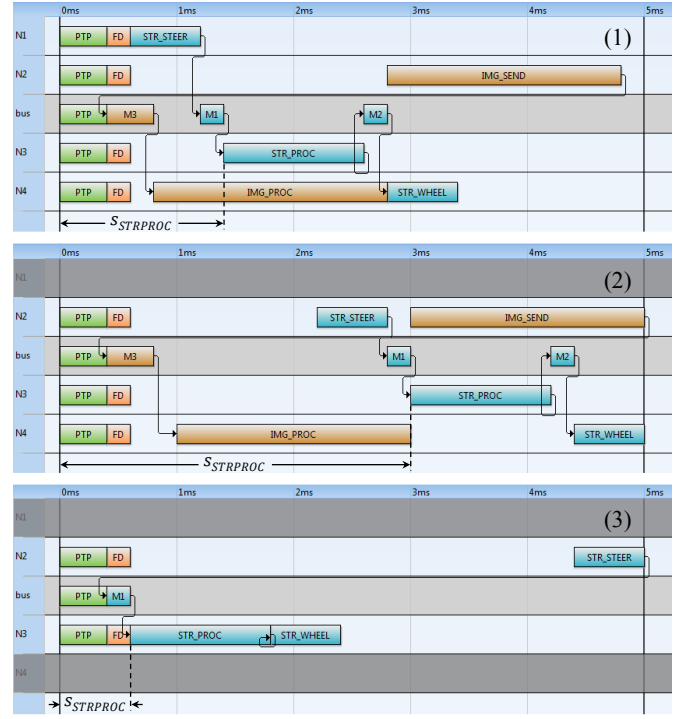 0ms 1ms 2ms 3ms 4ms 5ms
N1 PTP FD STR_STEER (1)
N2 PTP FD IMG_SEND
bus PTP M3 M1 M2
N3 PTP FD STR_PROC
N4 PTP FD IMG_PROC STR_WHEEL
SSTRPROC
0ms 1ms 2ms 3ms 4ms 5ms
N1 (2)
N2 PTP FD STR_STEER IMG_SEND
bus PTP M3 M1 M2
N3 PTP FD STR_PROC
N4 PTP FD IMG_PROC STR_WHEEL
SSTRPROC
0ms 1ms 2ms 3ms 4ms 5ms
N1 (3)
N2 PTP FD STR_STEER
bus PTP M1
N3 PTP FD STR_PROC STR_WHEEL
N4
SSTRPROC